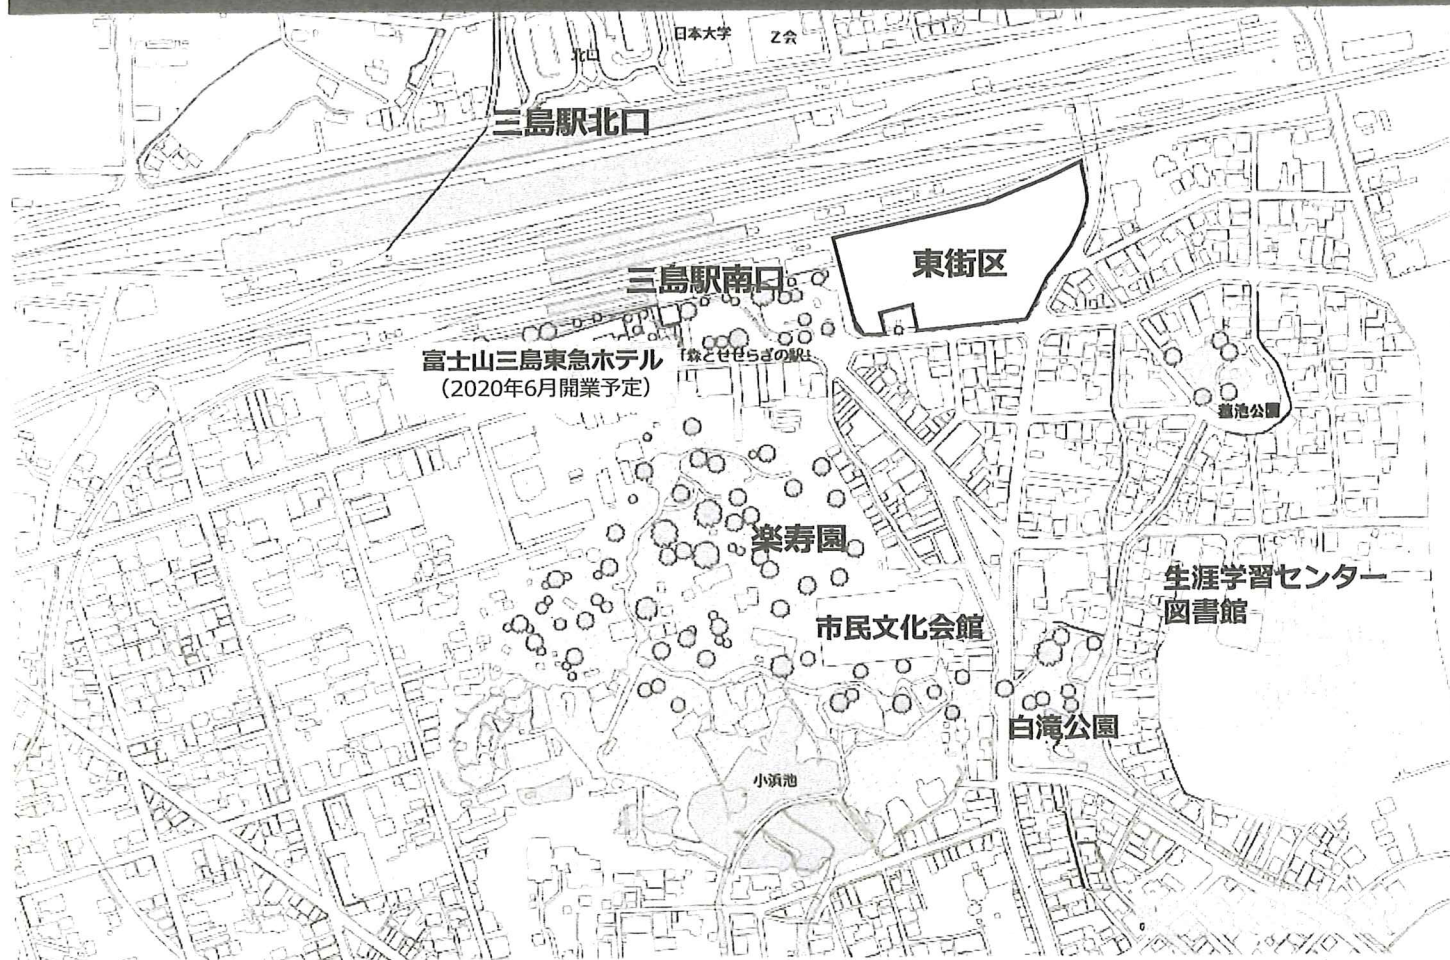 日本大学
Z会
北口
三島駅北口
東街区
三島駅南口
「森とせせらぎの駅」
富士山三島東急ホテル
（2020年6月開業予定）
菰池公園
楽寿園
生涯学習センター
図書館
市民文化会館
白滝公園
小浜池